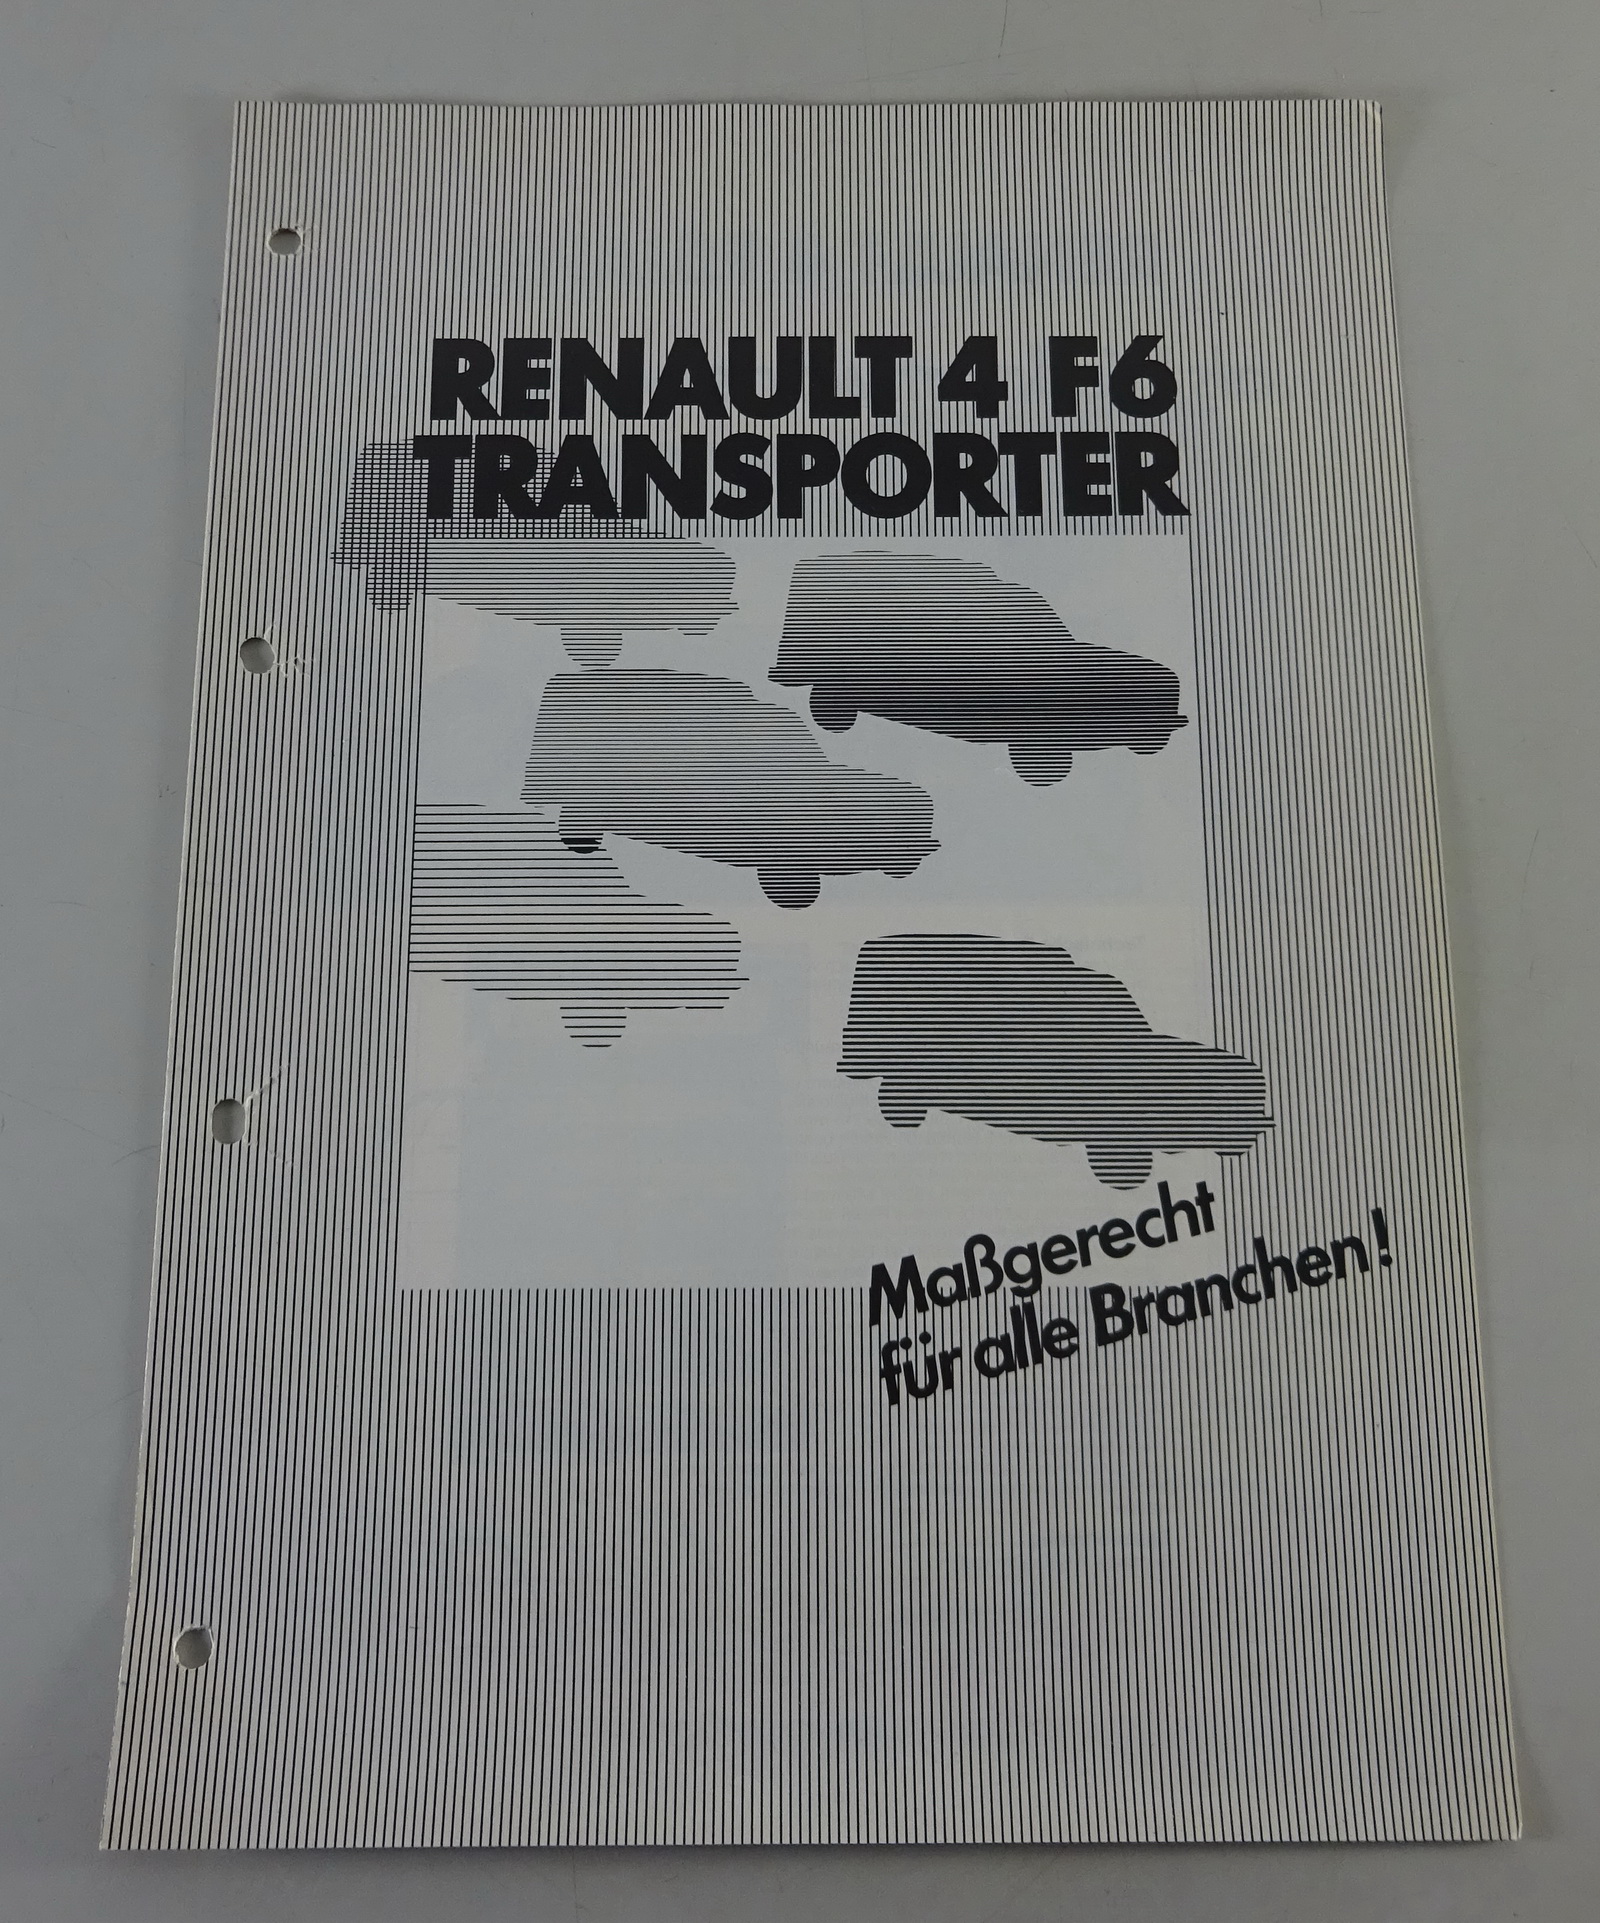 RENAULT 4 F6
TRANSPORTER
Maßgerecht
für alle Branchen!